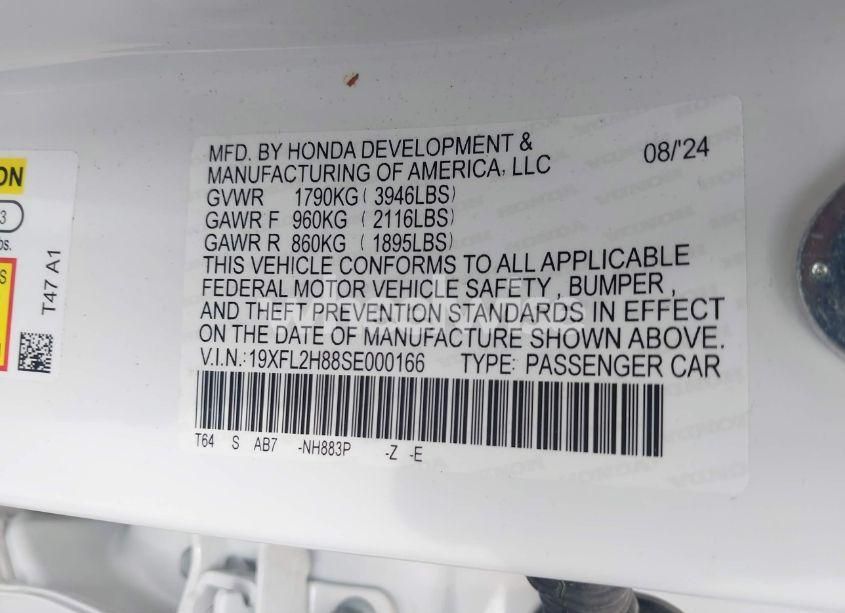 MFD. BY HONDA DEVELOPMENT &
MANUFACTURING OF AMERICA, LLC
08/'24
GVWR 1790KG ( 3946LBS)
GAWR F 960KG ( 2116LBS)
GAWR R 860KG ( 1895LBS)
THIS VEHICLE CONFORMS TO ALL APPLICABLE
FEDERAL MOTOR VEHICLE SAFETY , BUMPER ,
AND THEFT PREVENTION STANDARDS IN EFFECT
ON THE DATE OF MANUFACTURE SHOWN ABOVE.
V.I.N.: 19XFL2H88SE000166 TYPE: PASSENGER CAR
T64 S AB7 -NH883P -Z -E
ON
3
S
T47 A1